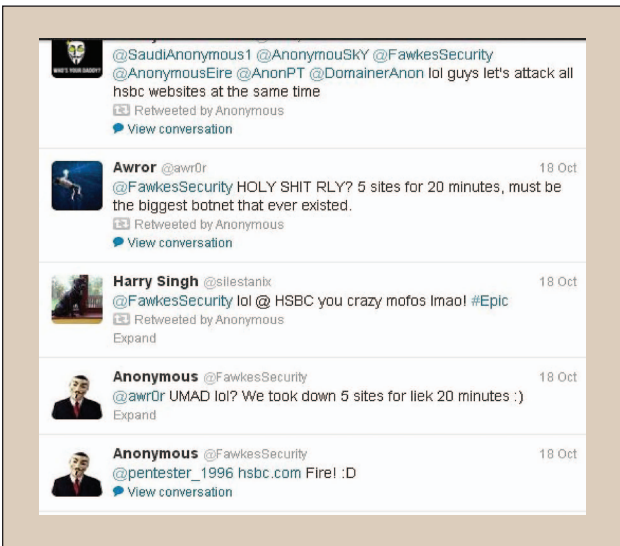 WHO'S YOUR DADDY?
@SaudiAnonymous1 @AnonymouSkY @FawkesSecurity
@AnonymousEire @AnonPT @DomainerAnon lol guys let's attack all
hsbc websites at the same time
Retweeted by Anonymous
View conversation
Awror @awr0r 18 Oct
@FawkesSecurity HOLY SHIT RLY? 5 sites for 20 minutes, must be
the biggest botnet that ever existed.
Retweeted by Anonymous
View conversation
Harry Singh @silestanix 18 Oct
@FawkesSecurity lol @ HSBC you crazy mofos lmao! #Epic
Retweeted by Anonymous
Expand
Anonymous @FawkesSecurity 18 Oct
@awr0r UMAD lol? We took down 5 sites for liek 20 minutes :)
Expand
Anonymous @FawkesSecurity 18 Oct
@pentester_1996 hsbc.com Fire! :D
View conversation